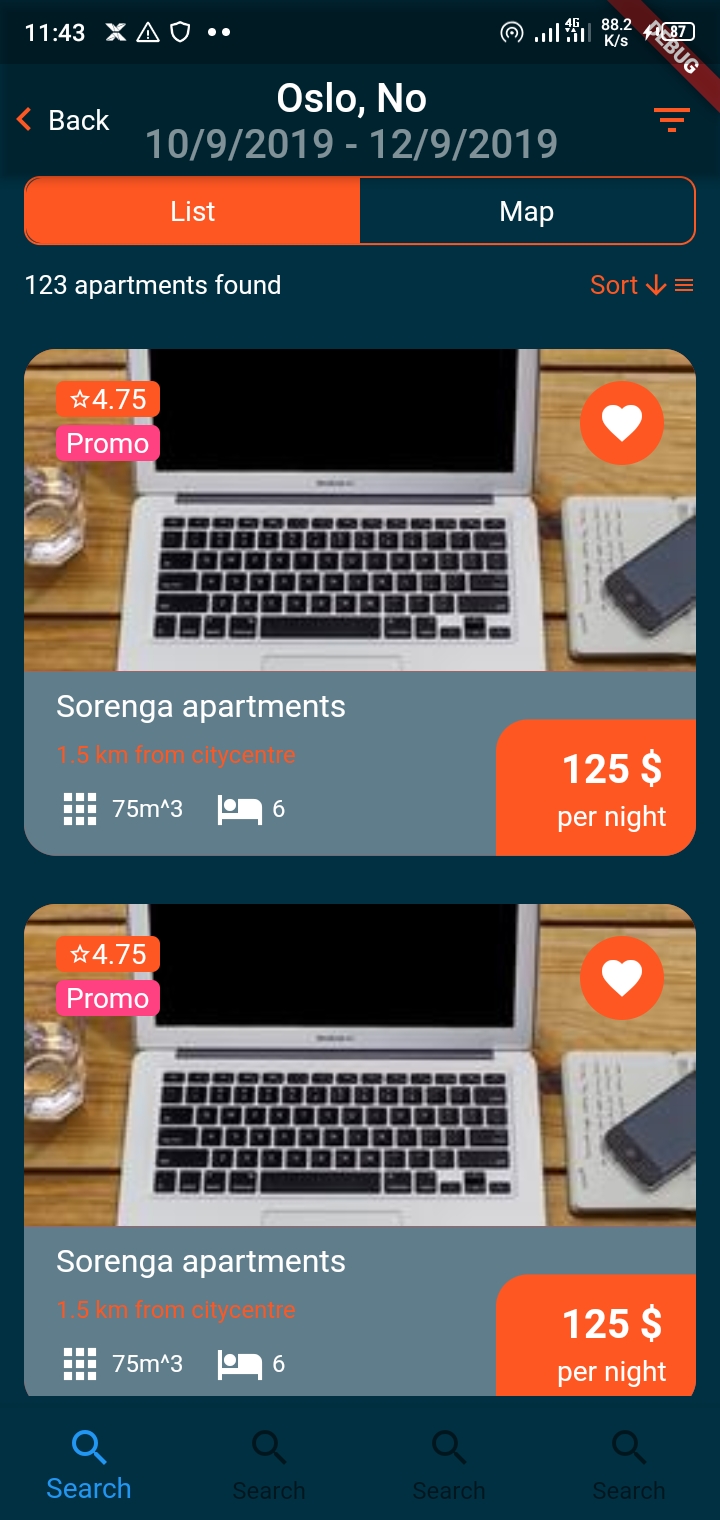 11:43
4G
88.2
K/s
87
DEBUG
Back
Oslo, No
10/9/2019 - 12/9/2019
List
Map
123 apartments found
Sort
4.75
Promo
Sorenga apartments
1.5 km from citycentre
125 $
75m^3
6
per night
4.75
Promo
Sorenga apartments
1.5 km from citycentre
125 $
75m^3
6
per night
Search
Search
Search
Search